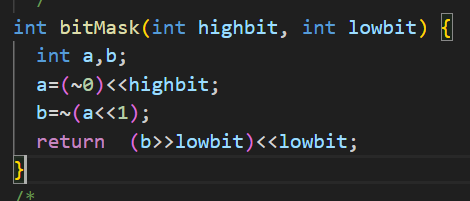 int bitMask(int highbit, int lowbit) {
  int a,b;
  a=(~0)<<highbit;
  b=~(a<<1);
  return  (b>>lowbit)<<lowbit;
}
/*